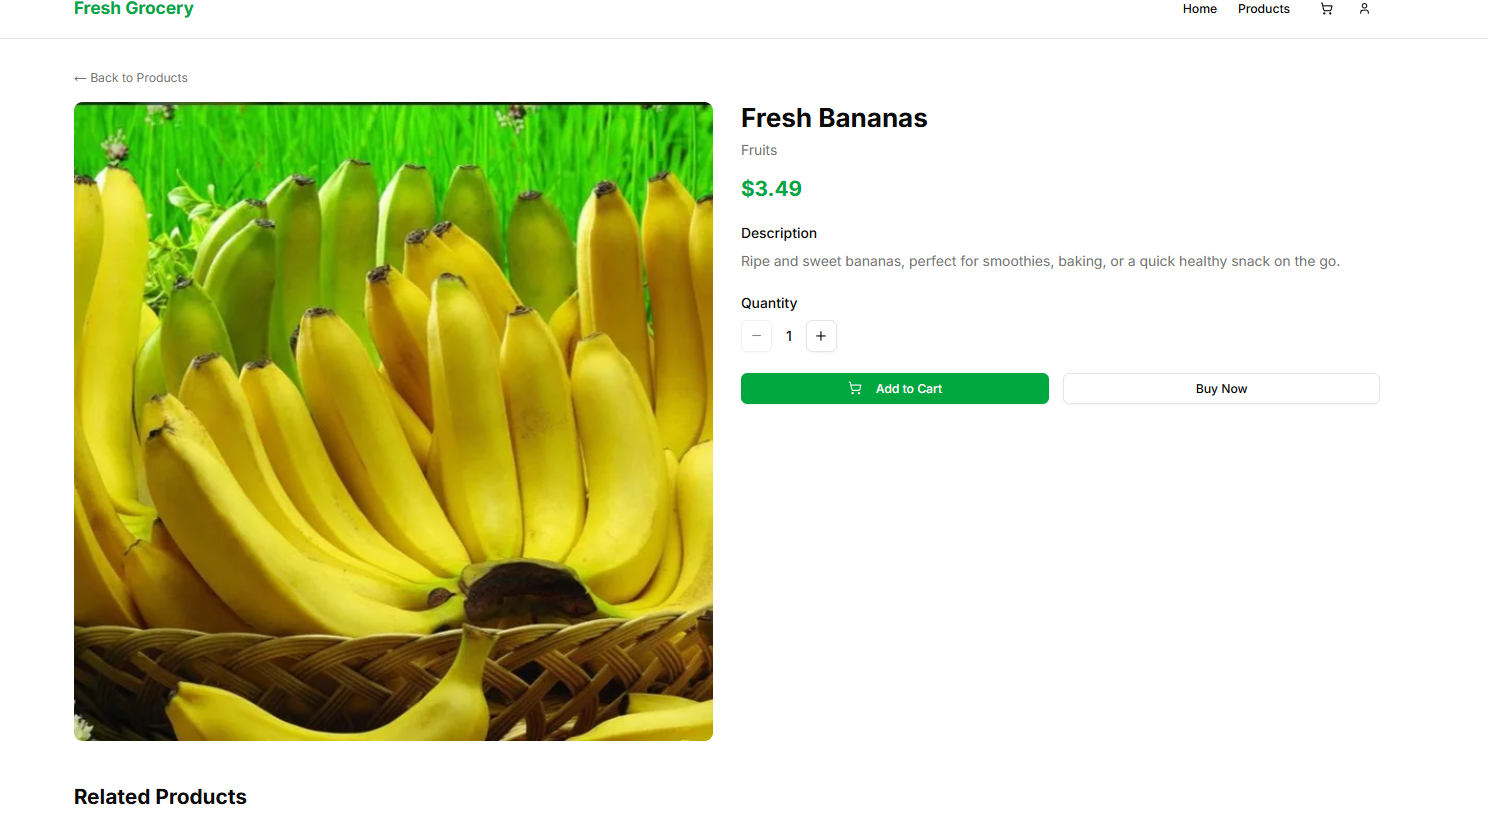 Fresh Grocery
Home
Products
← Back to Products
Fresh Bananas
Fruits
$3.49
Description
Ripe and sweet bananas, perfect for smoothies, baking, or a quick healthy snack on the go.
Quantity
− 1 +
Add to Cart
Buy Now
Related Products